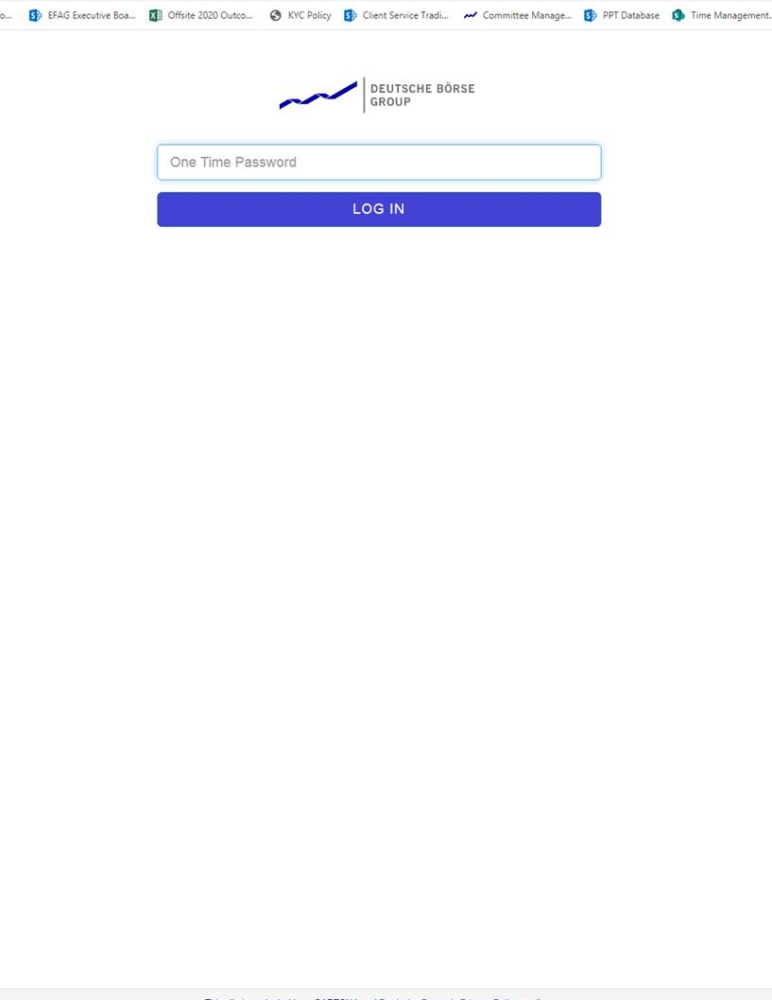 o... EFAG Executive Boa... Offsite 2020 Outco... KYC Policy Client Service Tradi... Committee Manage... PPT Database Time Management.
DEUTSCHE BÖRSE
GROUP
One Time Password
LOG IN